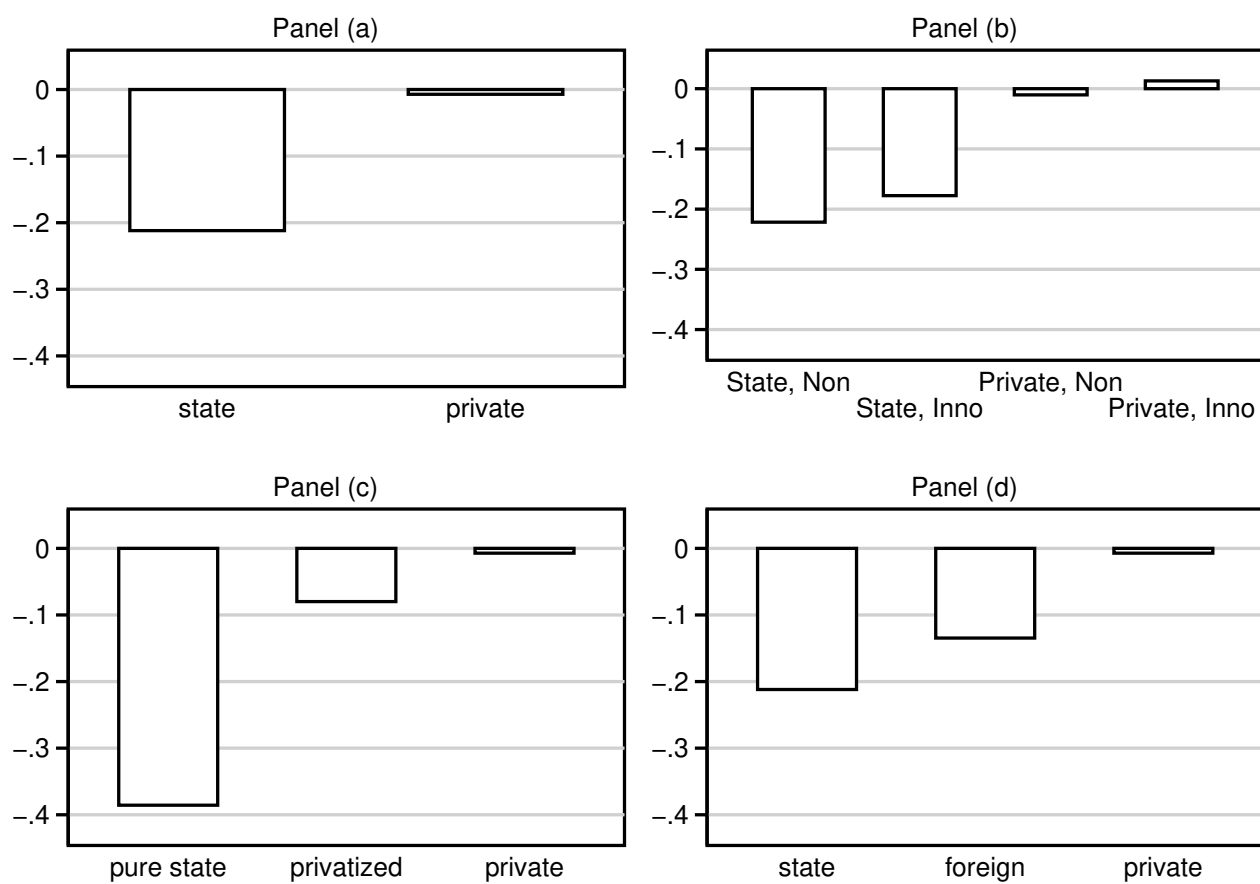 Panel (a)
0
−.1
−.2
−.3
−.4
state private
Panel (b)
0
−.1
−.2
−.3
−.4
State, Non Private, Non
State, Inno Private, Inno
Panel (c)
0
−.1
−.2
−.3
−.4
pure state privatized private
Panel (d)
0
−.1
−.2
−.3
−.4
state foreign private